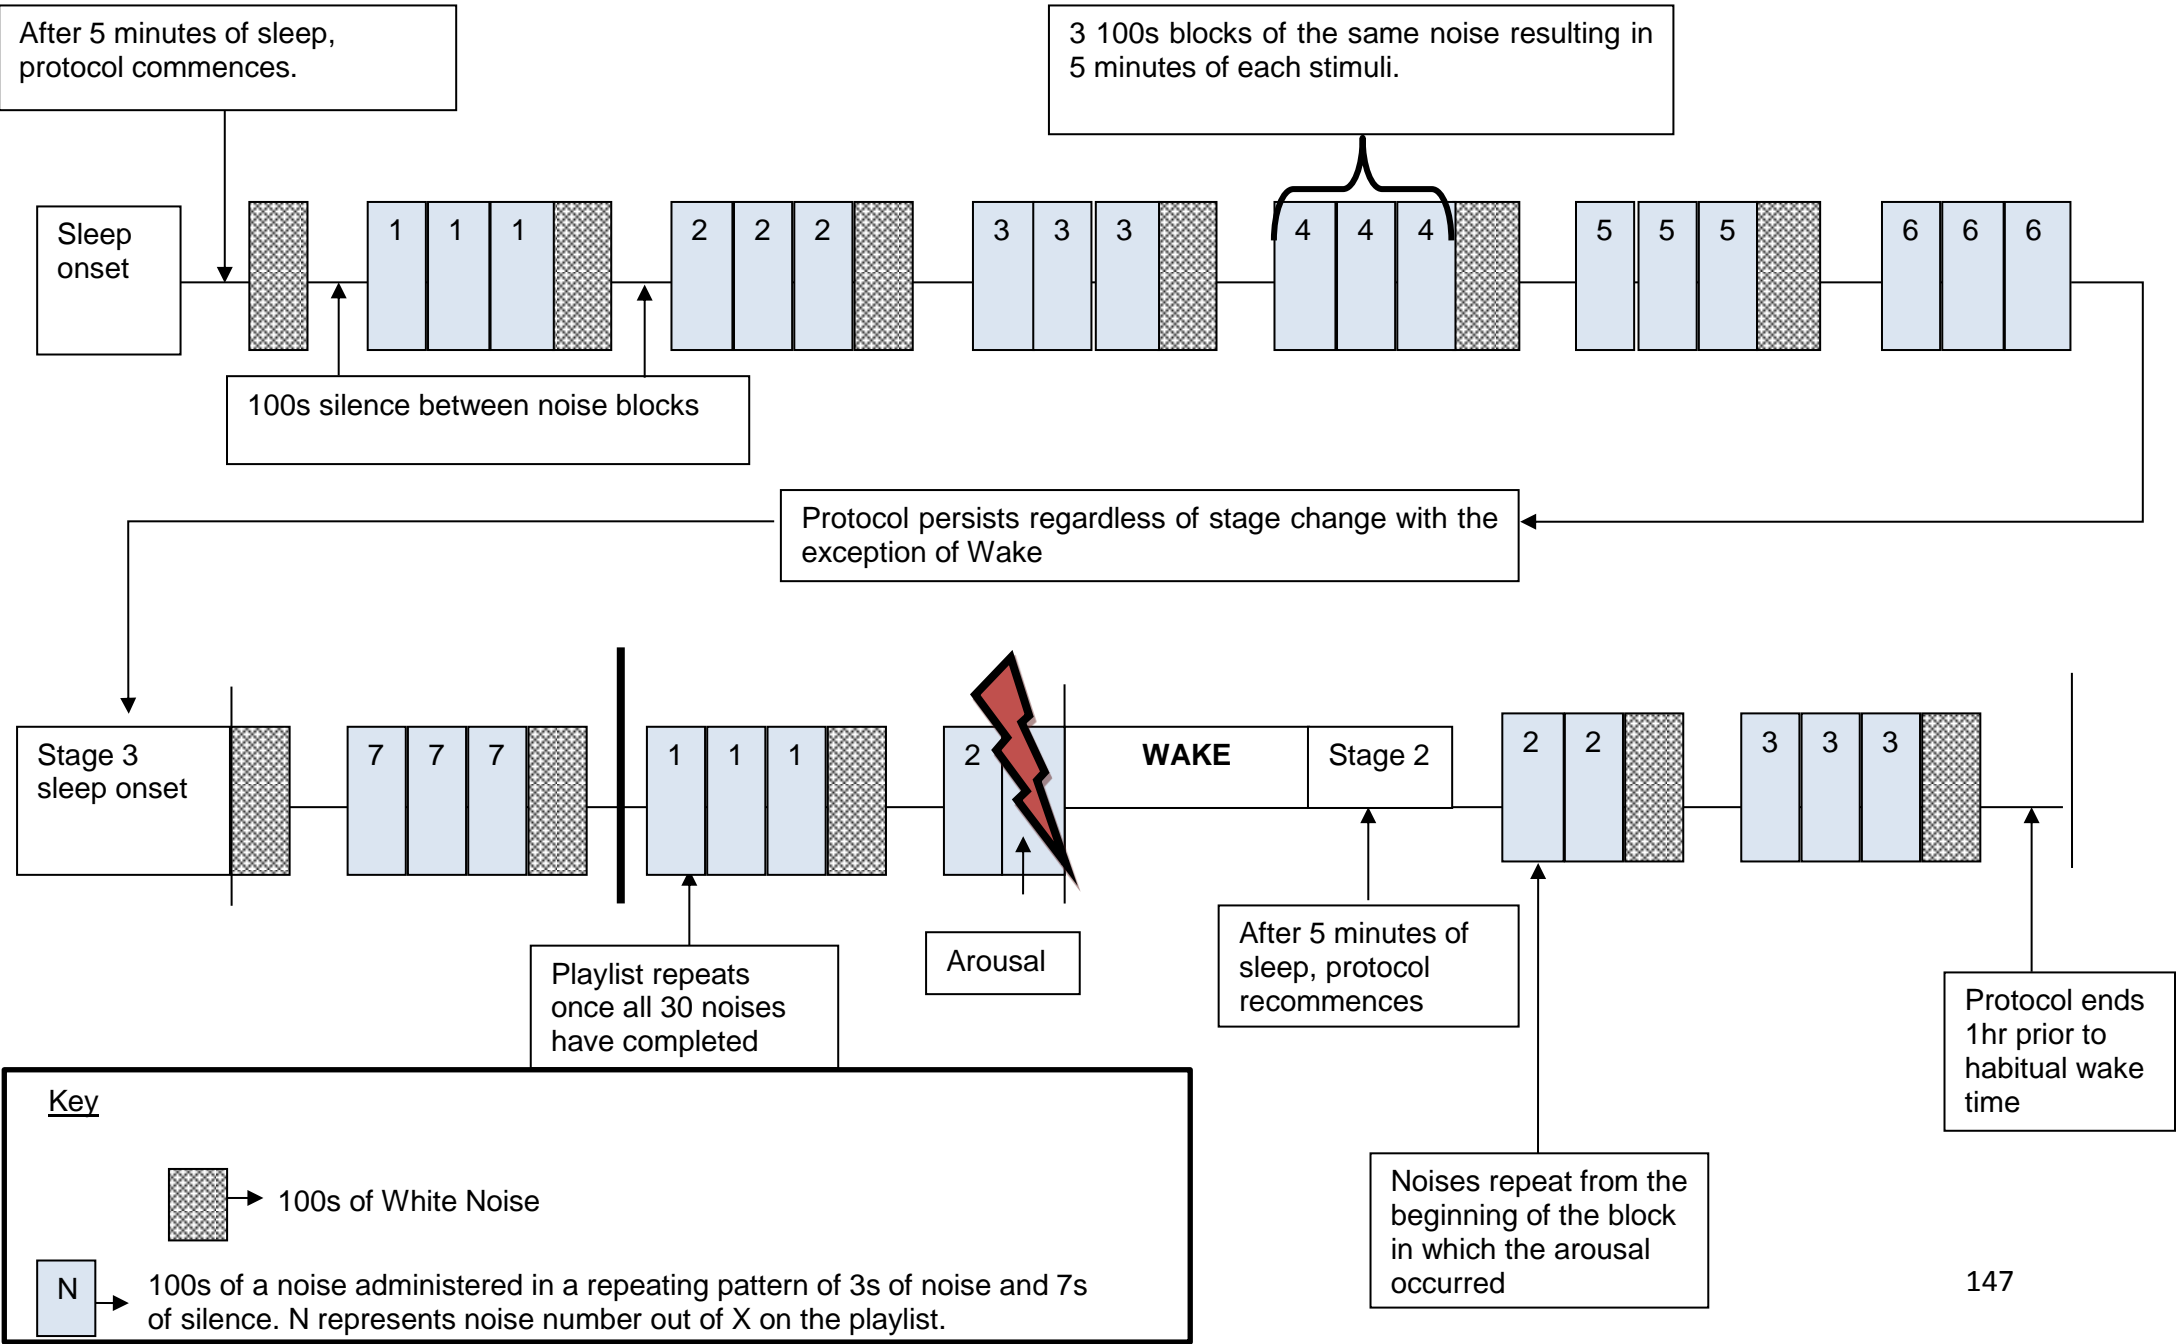 After 5 minutes of sleep,
protocol commences.
3 100s blocks of the same noise resulting in
5 minutes of each stimuli.
Sleep
onset
1 1 1
2 2 2
3 3 3
4 4 4
5 5 5
6 6 6
100s silence between noise blocks
Protocol persists regardless of stage change with the
exception of Wake
Stage 3
sleep onset
7 7 7
1 1 1
2
WAKE
Stage 2
2 2
3 3 3
Playlist repeats
once all 30 noises
have completed
Arousal
After 5 minutes of
sleep, protocol
recommences
Protocol ends
1hr prior to
habitual wake
time
Noises repeat from the
beginning of the block
in which the arousal
occurred
Key
100s of White Noise
N
100s of a noise administered in a repeating pattern of 3s of noise and 7s
of silence. N represents noise number out of X on the playlist.
147